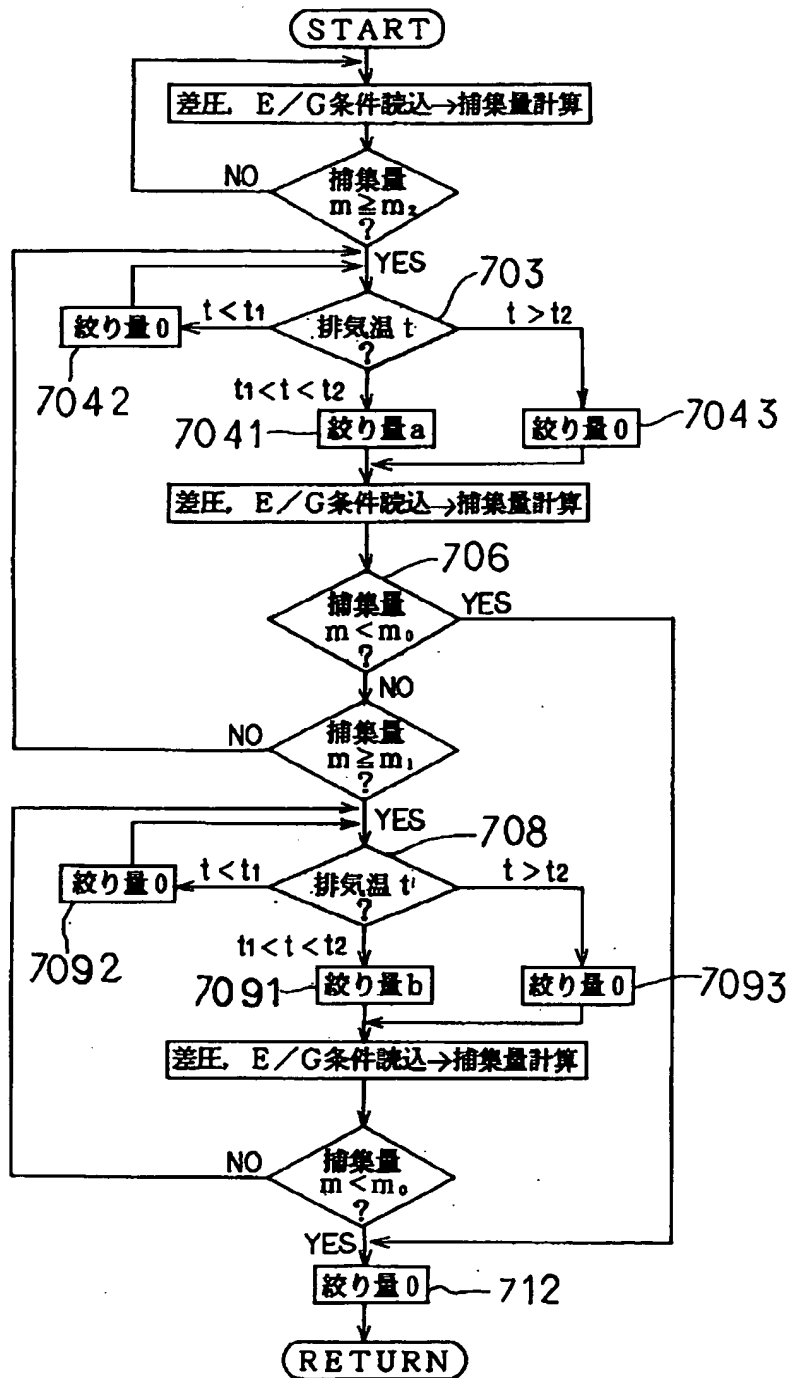 START
差圧, E/G条件読込→捕集量計算
捕集量
m≧m₂
?
NO
YES
703
排気温 t
?
t<t₁
絞り量0
7042
t>t₂
絞り量0
7043
t₁<t<t₂
絞り量a
7041
差圧, E/G条件読込→捕集量計算
706
捕集量
m<m₀
?
YES
NO
捕集量
m≧m₁
?
NO
YES
708
排気温 t
?
t<t₁
絞り量0
7092
t>t₂
絞り量0
7093
t₁<t<t₂
絞り量b
7091
差圧, E/G条件読込→捕集量計算
捕集量
m<m₀
?
NO
YES
絞り量0
712
RETURN